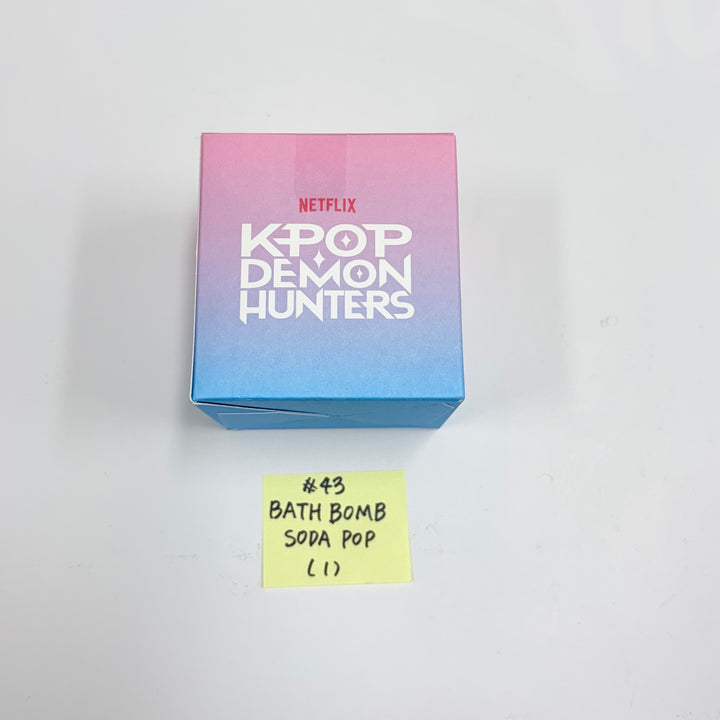 NETFLIX
K-POP
DEMON
HUNTERS
#43
BATH BOMB
SODA POP
(1)